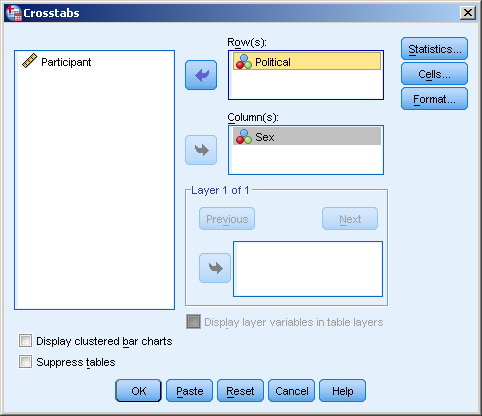 Crosstabs
Participant
Row(s):
Political
Column(s):
Sex
Layer 1 of 1
Previous
Next
Display layer variables in table layers
Statistics...
Cells...
Format...
Display clustered bar charts
Suppress tables
OK
Paste
Reset
Cancel
Help